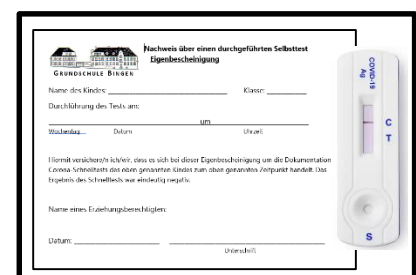 Nachweis über einen durchgeführten Selbsttest
Eigenbescheinigung
GRUNDSCHULE BINGEN
Name des Kindes: Klasse:
Durchführung des Tests am:
um
Wochentag Datum Uhrzeit
Hiermit versichere/n ich/wir, dass es sich bei dieser Eigenbescheinigung um die Dokumentation
Corona-Schnelltests des oben genannten Kindes zum oben genannten Zeitpunkt handelt. Das
Ergebnis des Schnelltests war eindeutig negativ.
Name eines Erziehungsberechtigten:
Datum:
Unterschrift
COVID-19
Ag
C
T
S